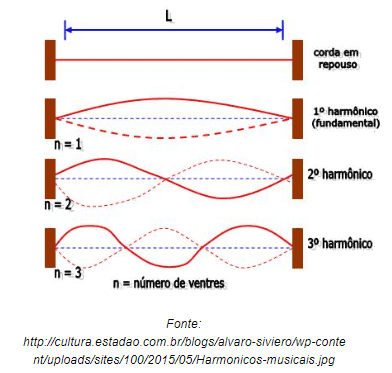 L
corda em
repouso
1º harmônico
(fundamental)
n = 1
2º harmônico
n = 2
3º harmônico
n = 3
n = número de ventres
Fonte:
http://cultura.estadao.com.br/blogs/alvaro-siviero/wp-conte
nt/uploads/sites/100/2015/05/Harmonicos-musicais.jpg